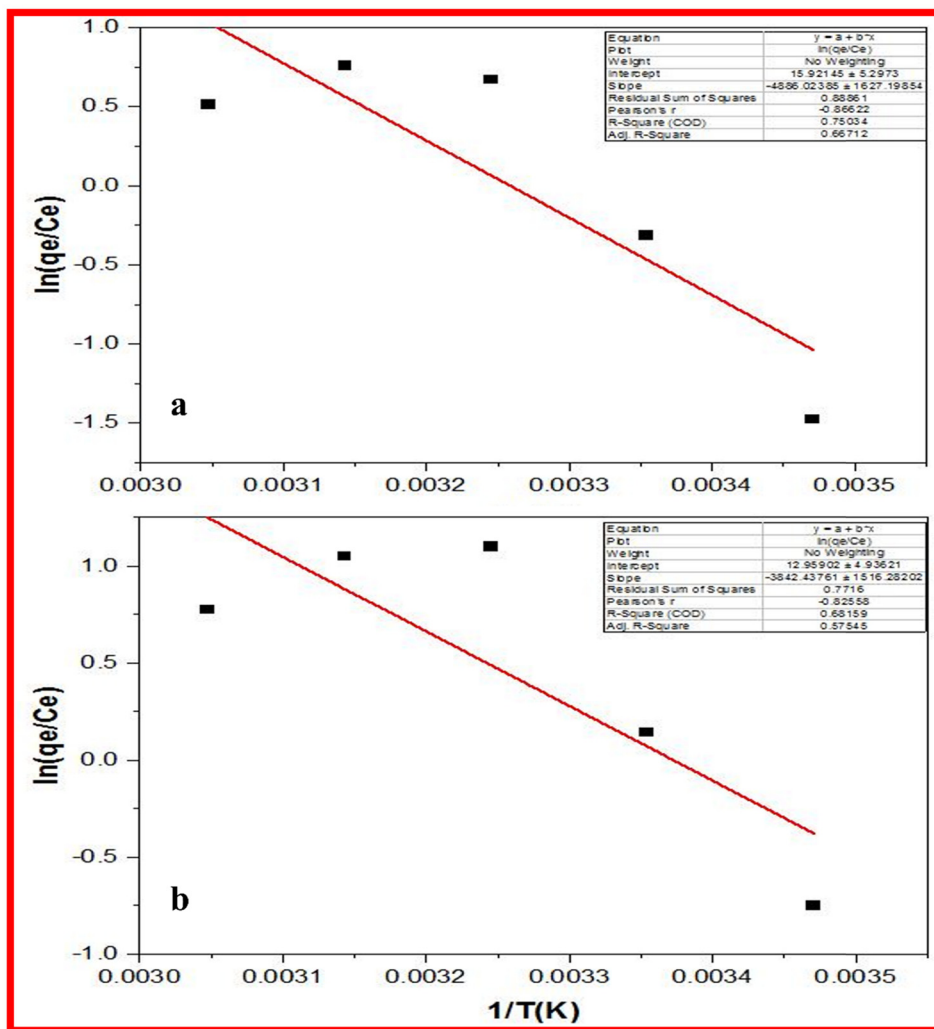 1.0
0.5
0.0
-0.5
-1.0
-1.5
ln(qe/Ce)
Equation y = a + b*x
Plot ln(qe/Ce)
Weight No Weighting
Intercept 15.92145 ± 5.2973
Slope -4886.02385 ± 1627.19854
Residual Sum of Squares 0.88861
Pearson's r -0.86622
R-Square (COD) 0.75034
Adj. R-Square 0.66712
a
0.0030 0.0031 0.0032 0.0033 0.0034 0.0035
1.0
0.5
0.0
-0.5
-1.0
ln(qe/Ce)
Equation y = a + b*x
Plot ln(qe/Ce)
Weight No Weighting
Intercept 12.95902 ± 4.93621
Slope -3842.43761 ± 1516.28202
Residual Sum of Squares 0.7716
Pearson's r -0.82558
R-Square (COD) 0.68159
Adj. R-Square 0.57545
b
0.0030 0.0031 0.0032 0.0033 0.0034 0.0035
1/T(K)